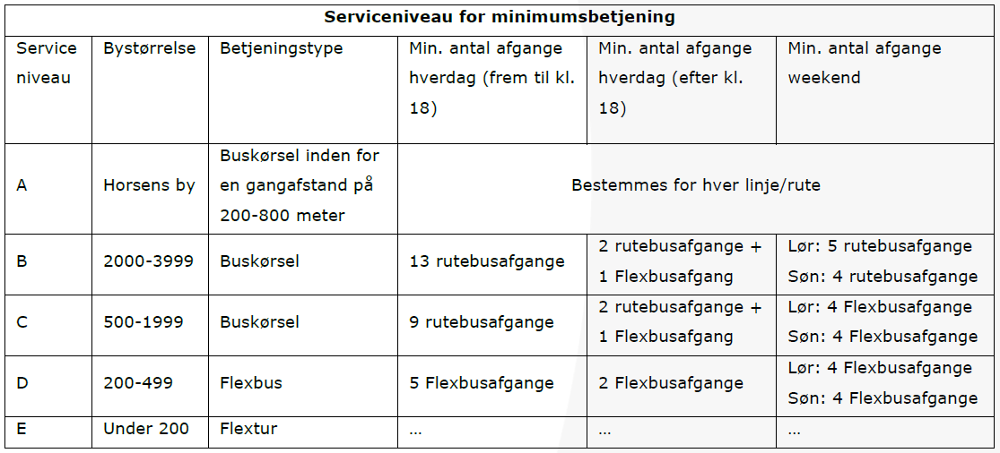 Serviceniveau for minimumsbetjening
Service
niveau
Bystørrelse
Betjeningstype
Min. antal afgange
hverdag (frem til kl.
18)
Min. antal afgange
hverdag (efter kl.
18)
Min. antal afgange
weekend
A
Horsens by
Buskørsel inden for
en gangafstand på
200-800 meter
Bestemmes for hver linje/rute
B
2000-3999
Buskørsel
13 rutebusafgange
2 rutebusafgange +
1 Flexbusafgang
Lør: 5 rutebusafgange
Søn: 4 rutebusafgange
C
500-1999
Buskørsel
9 rutebusafgange
2 rutebusafgange +
1 Flexbusafgang
Lør: 4 Flexbusafgange
Søn: 4 Flexbusafgange
D
200-499
Flexbus
5 Flexbusafgange
2 Flexbusafgange
Lør: 4 Flexbusafgange
Søn: 4 Flexbusafgange
E
Under 200
Flextur
…
…
…